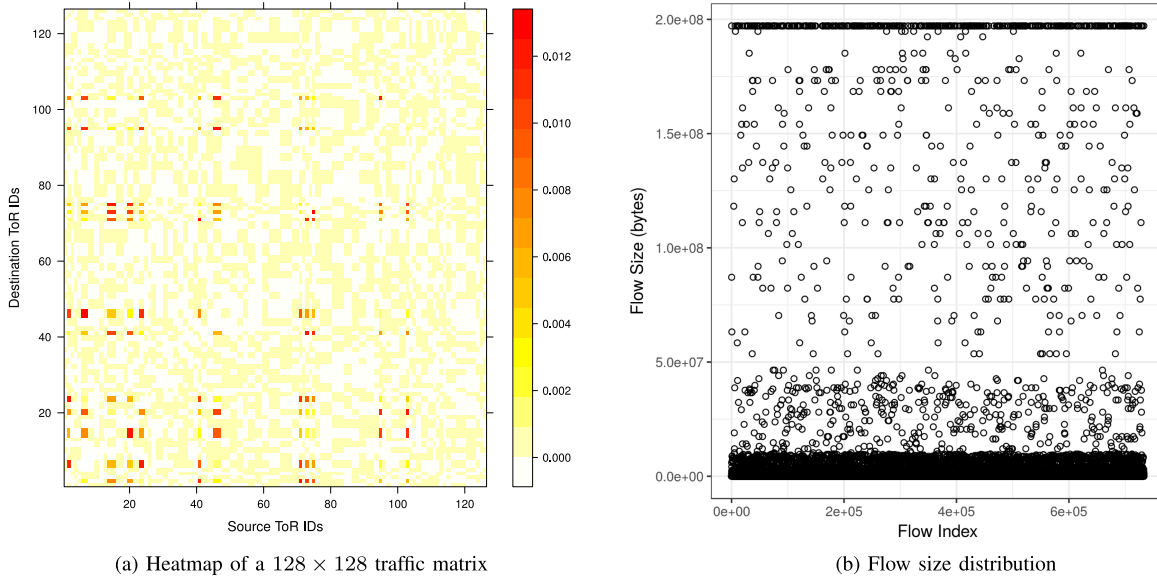 120
100
80
60
40
20
Destination ToR IDs
20
40
60
80
100
120
Source ToR IDs
0.012
0.010
0.008
0.006
0.004
0.002
0.000
(a) Heatmap of a 128 × 128 traffic matrix
2.0e+08
1.5e+08
1.0e+08
5.0e+07
0.0e+00
Flow Size (bytes)
0e+00
2e+05
4e+05
6e+05
Flow Index
(b) Flow size distribution